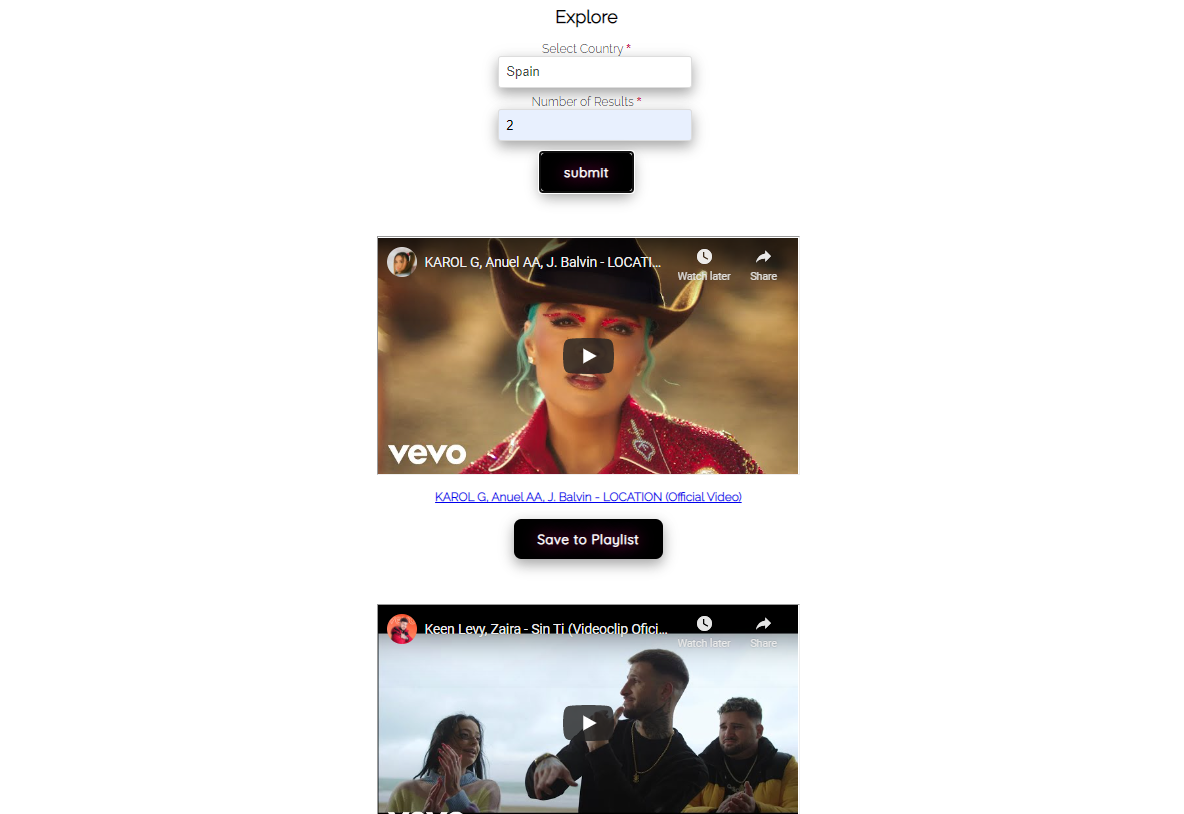 Explore
Select Country *
Spain
Number of Results *
2
submit
KAROL G, Anuel AA, J. Balvin - LOCATI...
Watch later
Share
vevo
KAROL G, Anuel AA, J. Balvin - LOCATION (Official Video)
Save to Playlist
Keen Levy, Zaira - Sin Ti (Videoclip Ofici...
Watch later
Share
vevo